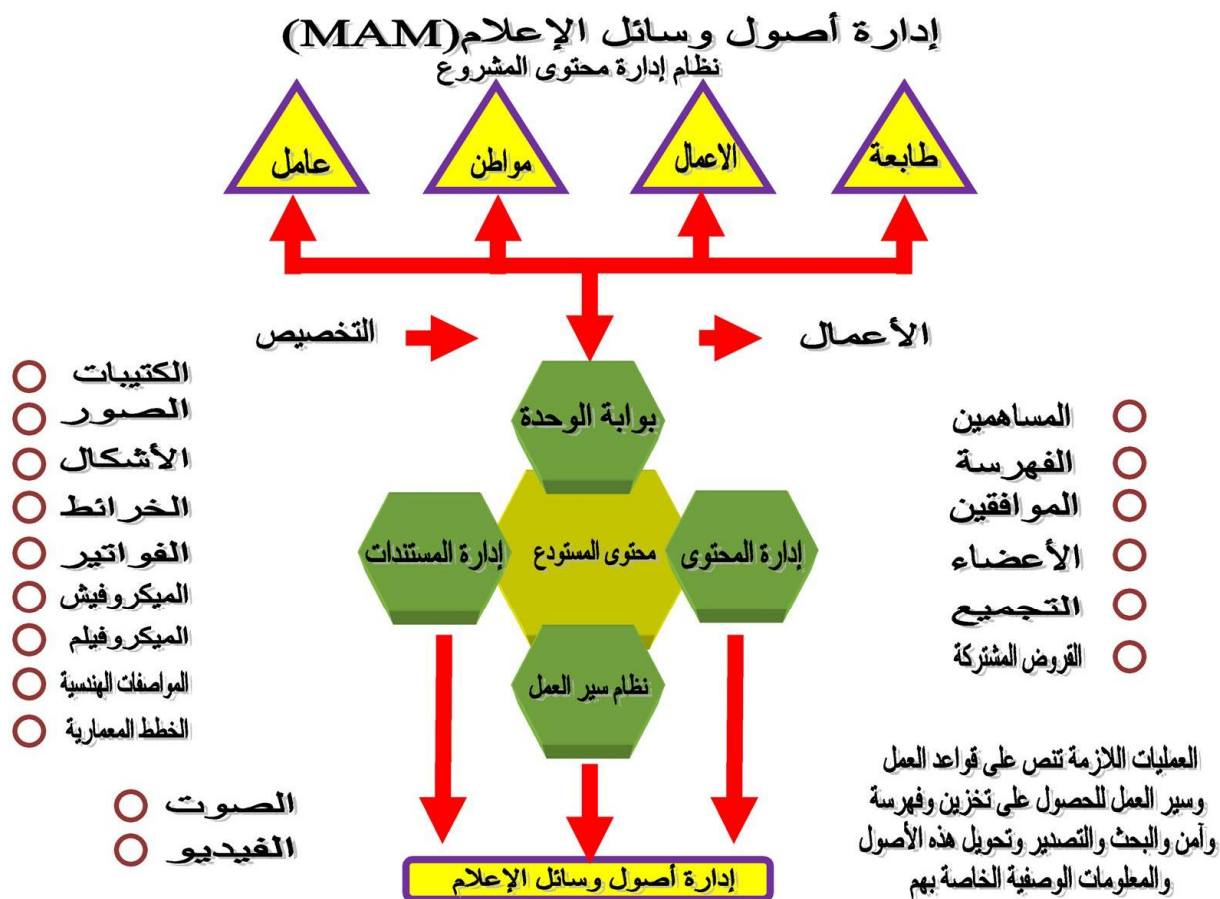 إدارة أصول وسائل الإعلام(MAM)
نظام إدارة محتوى المشروع
طابعة
الاعمال
مواطن
عامل
الأعمال
التخصيص
بوابة الوحدة
إدارة المحتوى
محتوى المستودع
إدارة المستندات
نظام سير العمل
المساهمين
الفهرسة
الموافقين
الأعضاء
التجميع
القروض المشتركة
الكتيبات
الصور
الأشكال
الخرائط
الفواتير
الميكروفيش
الميكروفيلم
المواصفات الهندسية
الخطط المعمارية
الصوت
الفيديو
العمليات اللازمة تنص على قواعد العمل
وسير العمل للحصول على تخزين وفهرسة
وآمن والبحث والتصدير وتحويل هذه الأصول
والمعلومات الوصفية الخاصة بهم
إدارة أصول وسائل الإعلام